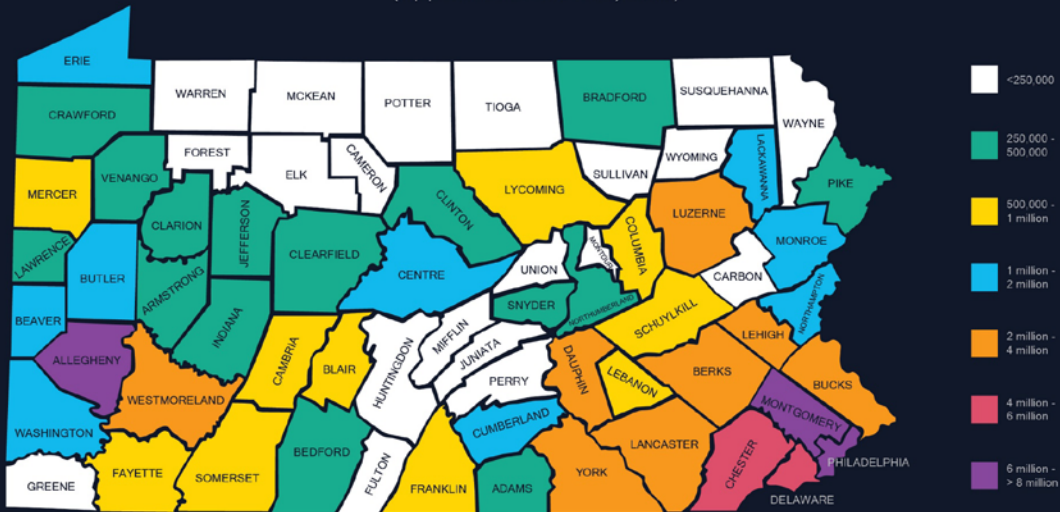 ERIE
WARREN
MCKEAN
POTTER
TIOGA
BRADFORD
SUSQUEHANNA
WAYNE
CRAWFORD
FOREST
ELK
CAMERON
WYOMING
LACKAWANNA
SULLIVAN
PIKE
MERCER
VENANGO
CLARION
JEFFERSON
CLINTON
LYCOMING
COLUMBIA
LUZERNE
MONROE
LAWRENCE
BUTLER
ARMSTRONG
CLEARFIELD
CENTRE
UNION
MONTOUR
CARBON
NORTHAMPTON
BEAVER
INDIANA
SNYDER
NORTHUMBERLAND
SCHUYLKILL
LEHIGH
ALLEGHENY
CAMBRIA
BLAIR
HUNTINGDON
MIFFLIN
JUNIATA
PERRY
DAUPHIN
LEBANON
BERKS
BUCKS
WESTMORELAND
MONTGOMERY
WASHINGTON
CUMBERLAND
LANCASTER
CHESTER
PHILADELPHIA
GREENE
FAYETTE
SOMERSET
BEDFORD
FULTON
FRANKLIN
ADAMS
YORK
DELAWARE
<250,000
250,000 -
500,000
500,000 -
1 million
1 million -
2 million
2 million -
4 million
4 million -
6 million
6 million -
> 8 million